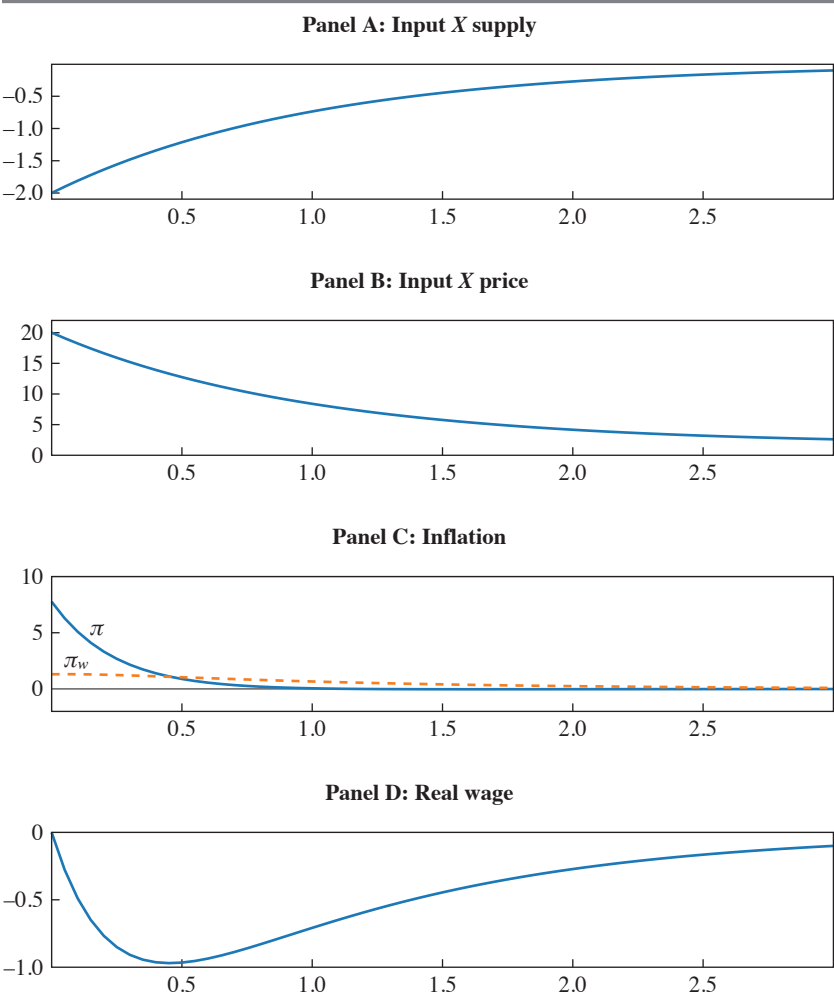 Panel A: Input X supply
–0.5
–1.0
–1.5
–2.0
0.5 1.0 1.5 2.0 2.5
Panel B: Input X price
20
15
10
5
0
0.5 1.0 1.5 2.0 2.5
Panel C: Inflation
10
5
0
π
πw
0.5 1.0 1.5 2.0 2.5
Panel D: Real wage
0
–0.5
–1.0
0.5 1.0 1.5 2.0 2.5